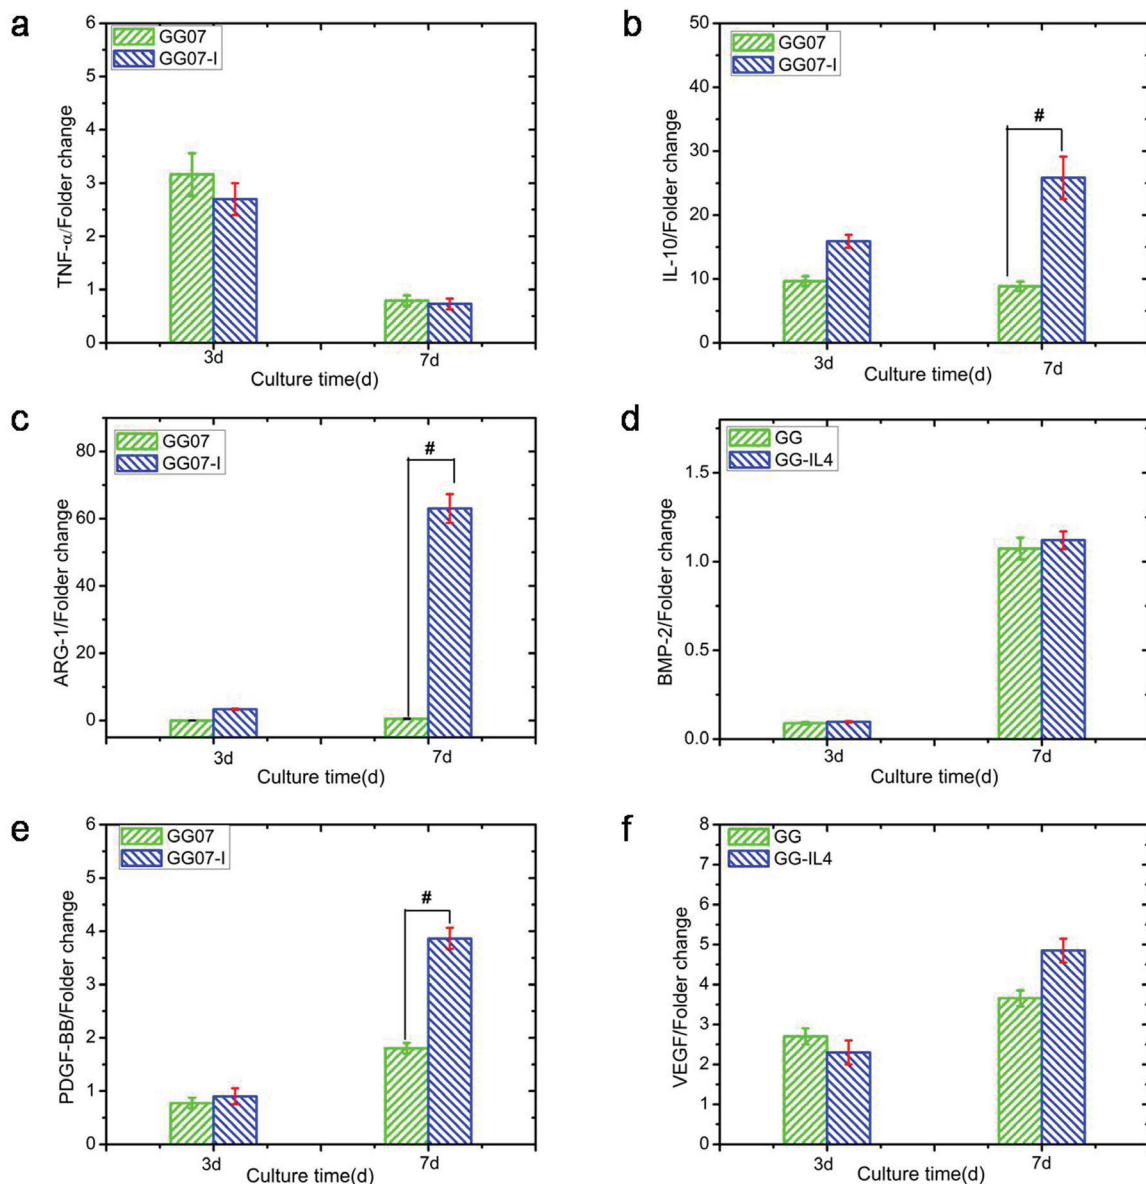 a
GG07
GG07-I
TNF-α/Folder change
6
5
4
3
2
1
0
3d
7d
Culture time(d)
b
GG07
GG07-I
IL-10/Folder change
50
40
30
20
10
0
#
3d
7d
Culture time(d)
c
GG07
GG07-I
ARG-1/Folder change
80
60
40
20
0
#
3d
7d
Culture time(d)
d
GG
GG-IL4
BMP-2/Folder change
1.5
1.0
0.5
0.0
3d
7d
Culture time(d)
e
GG07
GG07-I
PDGF-BB/Folder change
6
5
4
3
2
1
0
#
3d
7d
Culture time(d)
f
GG
GG-IL4
VEGF/Folder change
8
7
6
5
4
3
2
1
0
3d
7d
Culture time(d)